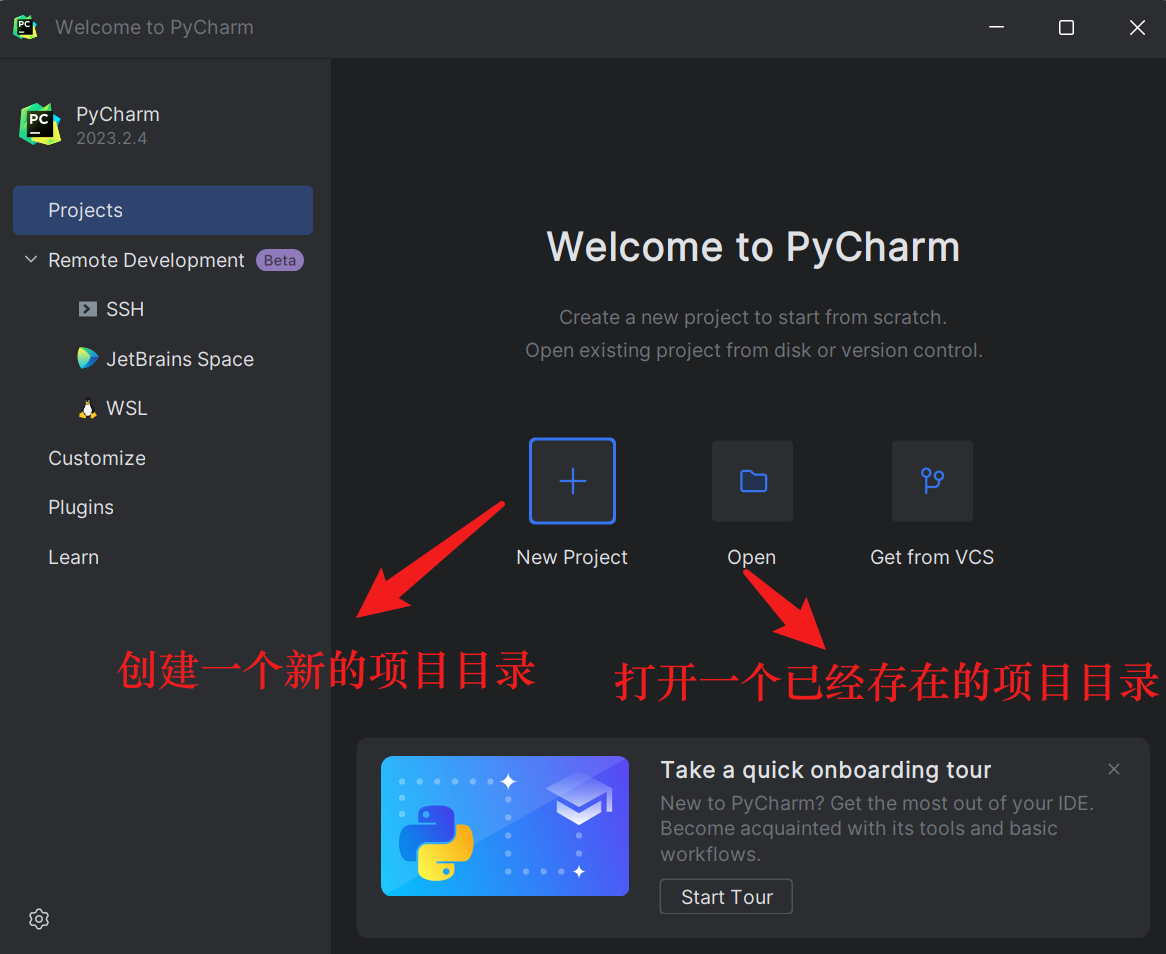 Welcome to PyCharm
PyCharm
2023.2.4
Projects
Remote Development Beta
SSH
JetBrains Space
WSL
Customize
Plugins
Learn
Welcome to PyCharm
Create a new project to start from scratch.
Open existing project from disk or version control.
New Project
Open
Get from VCS
创建一个新的项目目录
打开一个已经存在的项目目录
Take a quick onboarding tour
New to PyCharm? Get the most out of your IDE.
Become acquainted with its tools and basic
workflows.
Start Tour